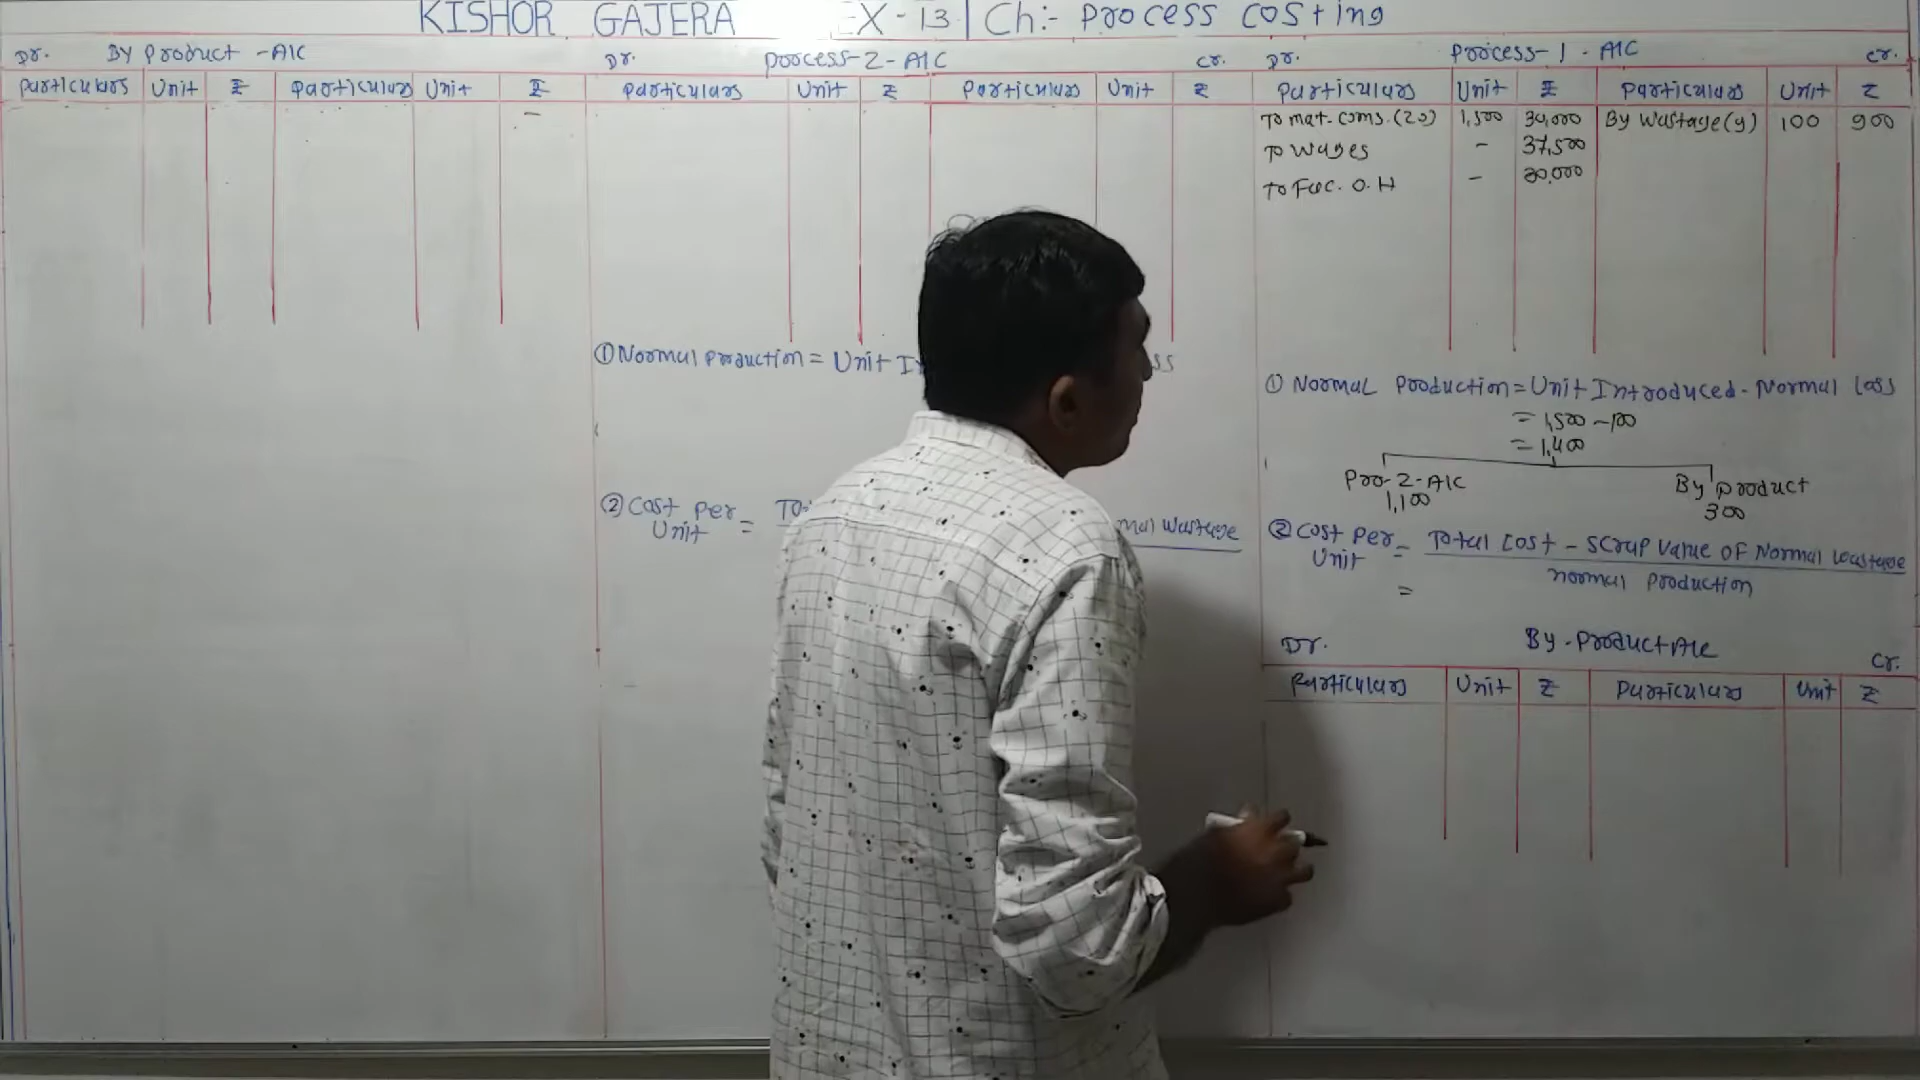 KISHOR GAJERA EX-13 | Ch:- Process Costing
Dr. By Product - A/C
Particulars Unit ₹ Particulars Unit ₹
-
Dr. Process-2-A/C Cr.
Particulars Unit ₹ Particulars Unit ₹
① Normal Production = Unit
② Cost Per Unit = mal Wastage
Dr. Process-1-A/C Cr.
Particulars Unit ₹ Particulars Unit ₹
To mat. Coms. (20) 1,500 30,000 By Wastage(y) 100 900
To Wages - 37,500
To Fac. O.H -
① Normal Production = Unit Introduced - Normal Loss
= 1,500 - 100
= 1,400
Pro-2-A/C By Product
1,100 300
② Cost Per Unit = Total Cost - Scrap Value of Normal Wastage
Normal Production
=
Dr. By-Product A/c Cr.
Particulars Unit ₹ Particulars Unit ₹